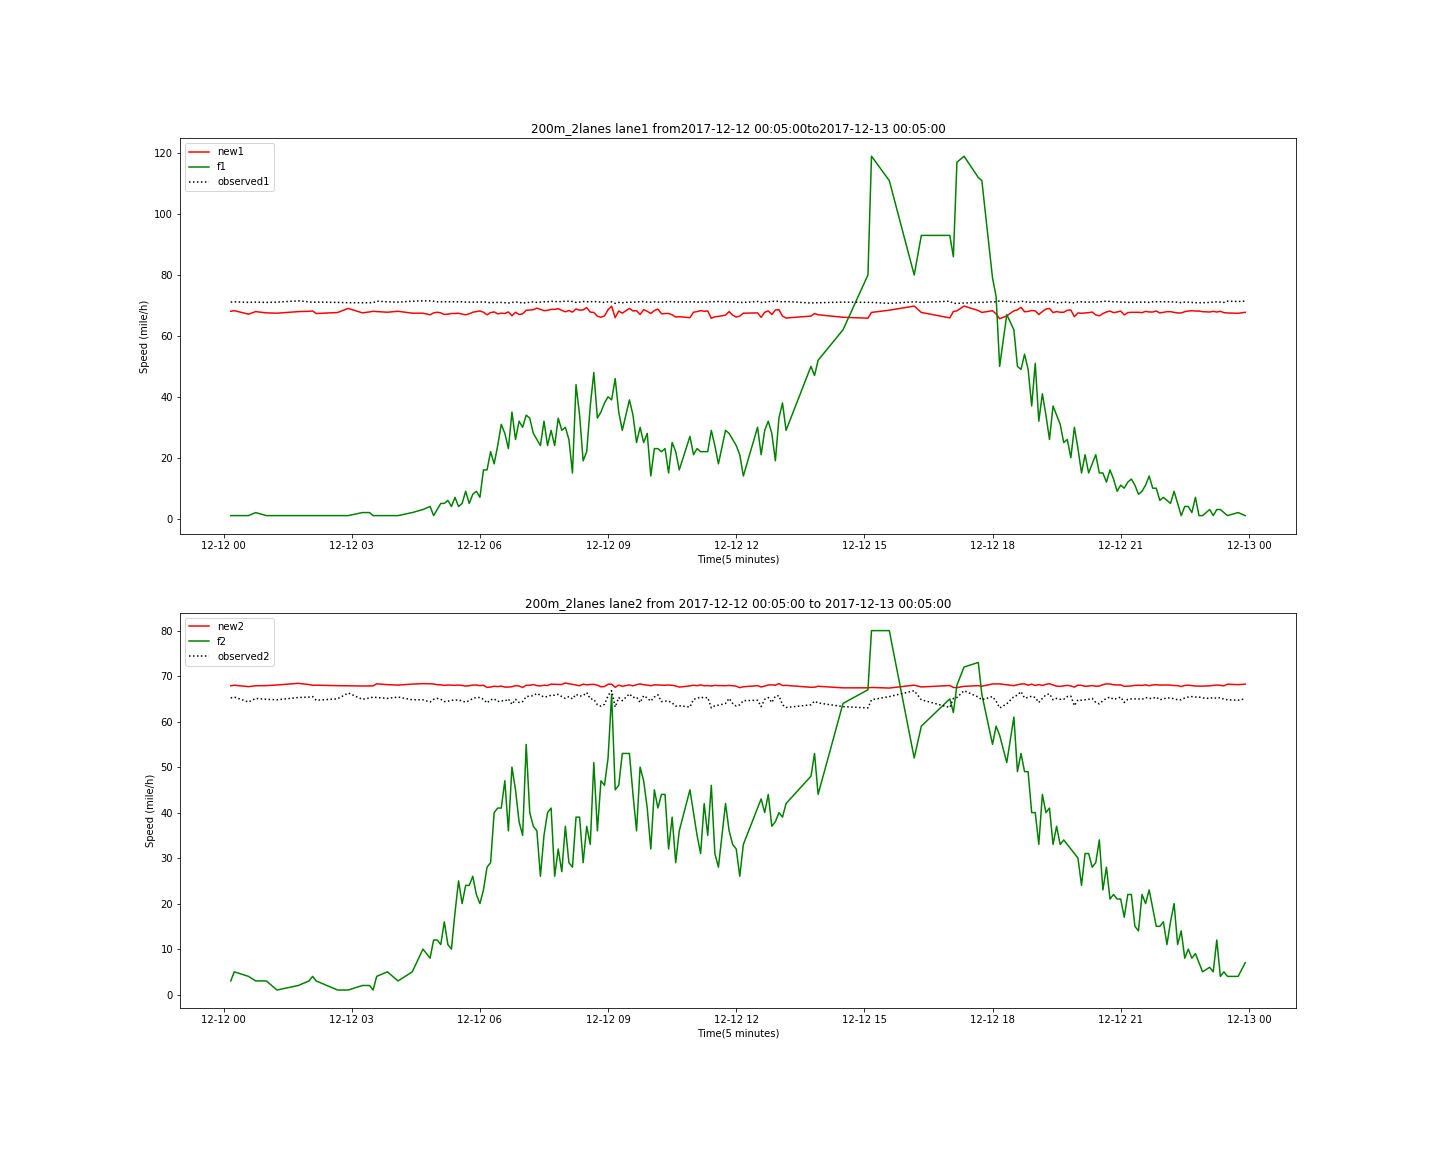 200m_2lanes lane1 from2017-12-12 00:05:00to2017-12-13 00:05:00
new1
f1
observed1
120
100
80
60
40
20
0
Speed (mile/h)
12-12 00 12-12 03 12-12 06 12-12 09 12-12 12 12-12 15 12-12 18 12-12 21 12-13 00
Time(5 minutes)
200m_2lanes lane2 from 2017-12-12 00:05:00 to 2017-12-13 00:05:00
new2
f2
observed2
80
70
60
50
40
30
20
10
0
Speed (mile/h)
12-12 00 12-12 03 12-12 06 12-12 09 12-12 12 12-12 15 12-12 18 12-12 21 12-13 00
Time(5 minutes)